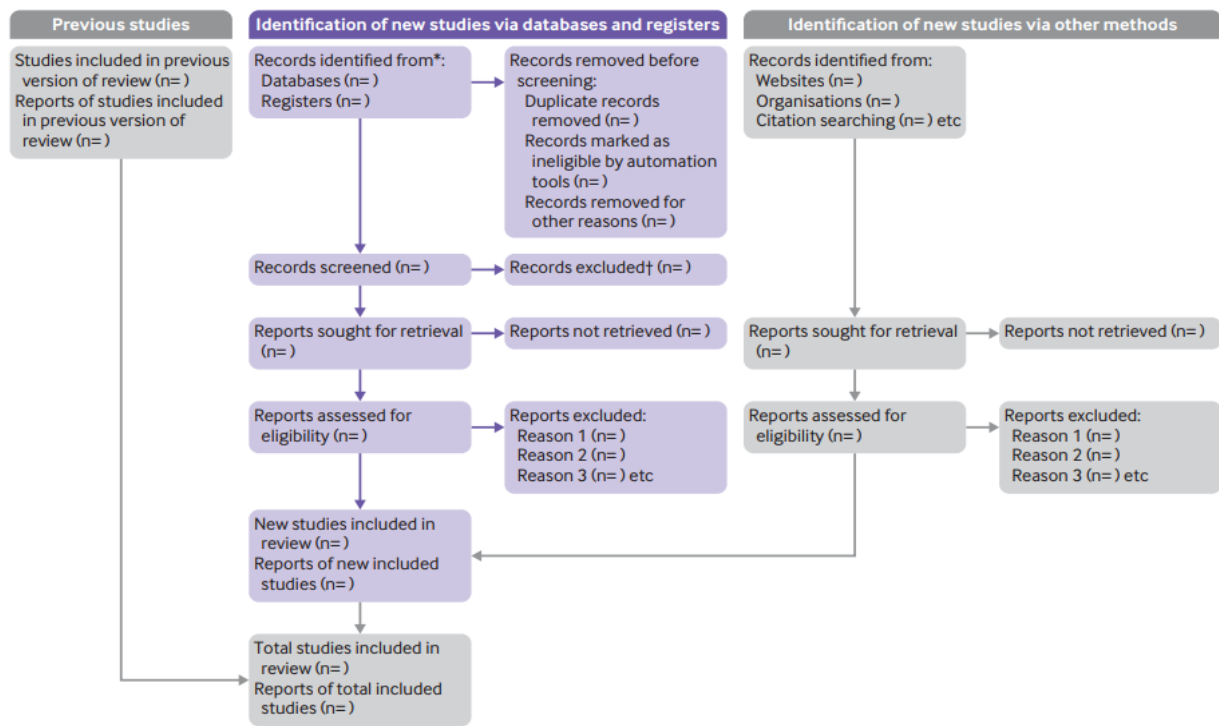 Previous studies
Studies included in previous
version of review (n= )
Reports of studies included
in previous version of
review (n= )
Identification of new studies via databases and registers
Records identified from*:
Databases (n= )
Registers (n= )
Records removed before
screening:
Duplicate records
removed (n= )
Records marked as
ineligible by automation
tools (n= )
Records removed for
other reasons (n= )
Records screened (n= )
Records excluded† (n= )
Reports sought for retrieval
(n= )
Reports not retrieved (n= )
Reports assessed for
eligibility (n= )
Reports excluded:
Reason 1 (n= )
Reason 2 (n= )
Reason 3 (n= ) etc
New studies included in
review (n= )
Reports of new included
studies (n= )
Total studies included in
review (n= )
Reports of total included
studies (n= )
Identification of new studies via other methods
Records identified from:
Websites (n= )
Organisations (n= )
Citation searching (n= ) etc
Reports sought for retrieval
(n= )
Reports not retrieved (n= )
Reports assessed for
eligibility (n= )
Reports excluded:
Reason 1 (n= )
Reason 2 (n= )
Reason 3 (n= ) etc